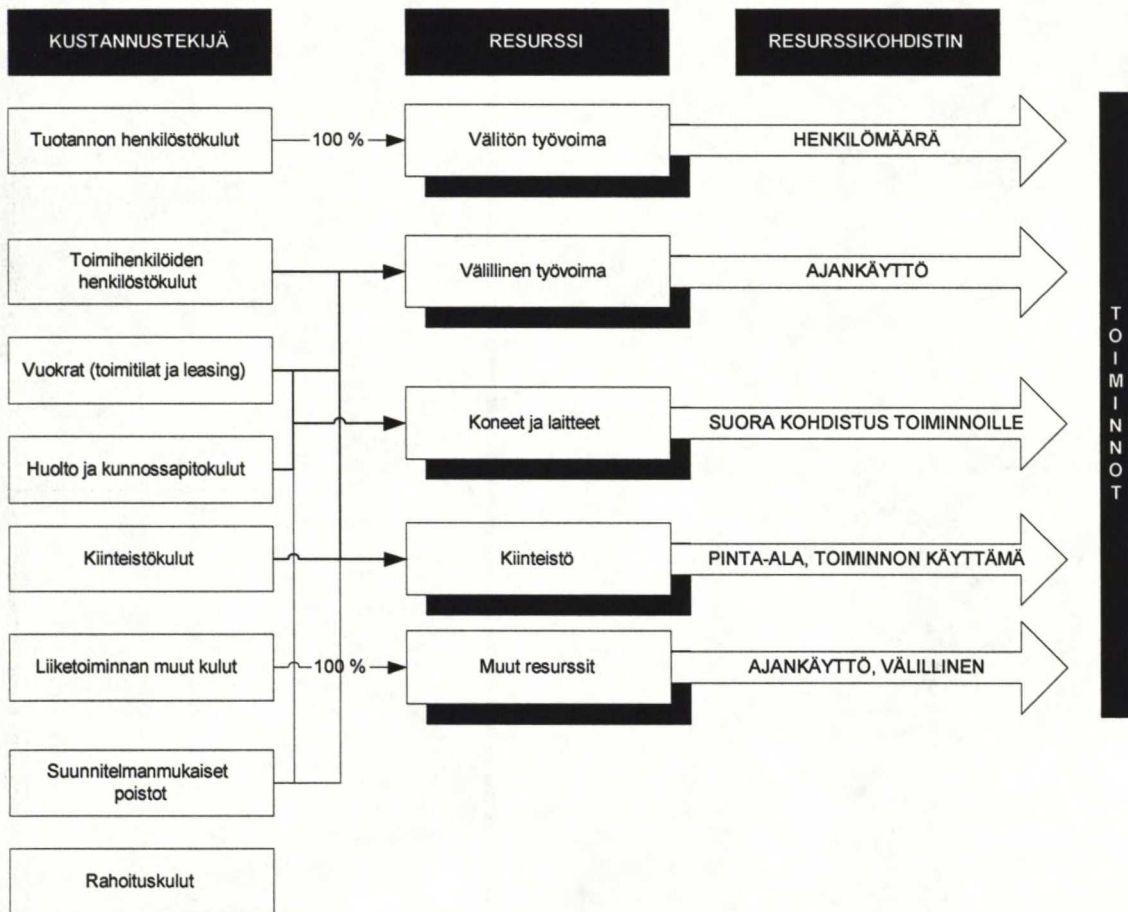 KUSTANNUSTEKIJÄ
RESURSSI
RESURSSIKOHDISTIN
Tuotannon henkilöstökulut
100 %
Välitön työvoima
HENKILÖMÄÄRÄ
Toimihenkilöiden
henkilöstökulut
Välillinen työvoima
AJANKÄYTTÖ
Vuokrat (toimitilat ja leasing)
Koneet ja laitteet
SUORA KOHDISTUS TOIMINNOILLE
Huolto ja kunnossapitokulut
Kiinteistökulut
Kiinteistö
PINTA-ALA, TOIMINNON KÄYTTÄMÄ
Liiketoiminnan muut kulut
100 %
Muut resurssit
AJANKÄYTTÖ, VÄLILLINEN
Suunnitelmanmukaiset
poistot
Rahoituskulut
TOIMINNOT